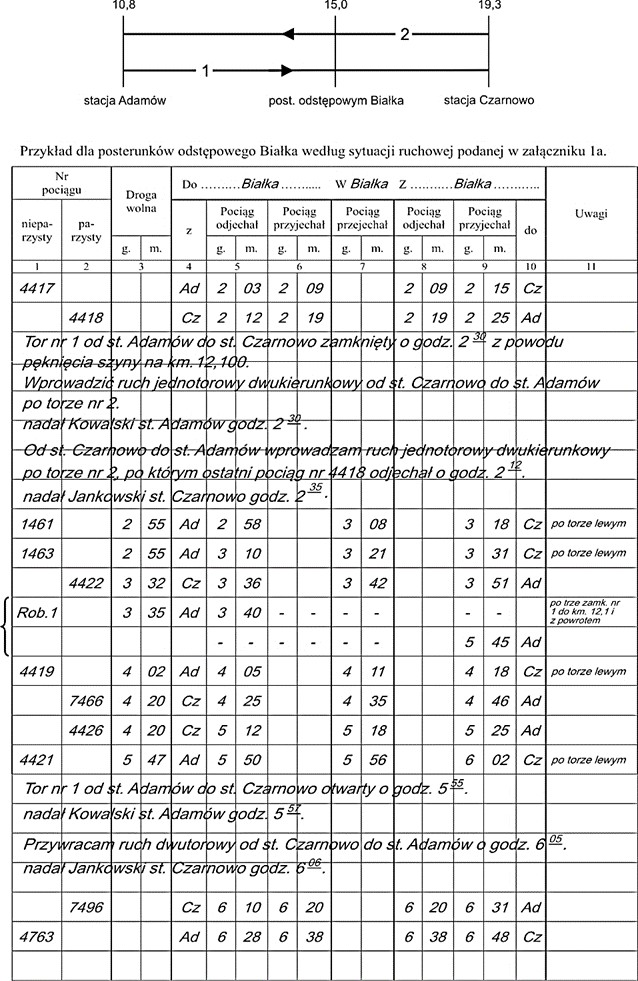 10,8 15,0 19,3
2
1
stacja Adamów post. odstępowym Białka stacja Czarnowo
Przykład dla posterunków odstępowego Białka według sytuacji ruchowej podanej w załączniku 1a.
Nr pociągu Droga wolna Do ..........Białka........... W Białka Z ..........Białka............ Uwagi
niepa-rzysty pa-rzysty z Pociąg odjechał Pociąg przyjechał Pociąg przejechał Pociąg odjechał Pociąg przyjechał do
g. m. g. m. g. m. g. m. g. m. g. m.
1 2 3 4 5 6 7 8 9 10 11
4417 Ad 2 03 2 09 2 09 2 15 Cz
4418 Cz 2 12 2 19 2 19 2 25 Ad
Tor nr 1 od st. Adamów do st. Czarnowo zamknięty o godz. 2 30 z powodu
pęknięcia szyny na km. 12,100.
Wprowadzić ruch jednotorowy dwukierunkowy od st. Czarnowo do st. Adamów
po torze nr 2.
nadał Kowalski st. Adamów godz. 2 30.
Od st. Czarnowo do st. Adamów wprowadzam ruch jednotorowy dwukierunkowy
po torze nr 2, po którym ostatni pociąg nr 4418 odjechał o godz. 2 12.
nadał Jankowski st. Czarnowo godz. 2 35.
1461 2 55 Ad 2 58 3 08 3 18 Cz po torze lewym
1463 2 55 Ad 3 10 3 21 3 31 Cz po torze lewym
4422 3 32 Cz 3 36 3 42 3 51 Ad
Rob.1 3 35 Ad 3 40 - - - - - - po trze zamk. nr 1 do km. 12,1 i z powrotem
- - - - - - 5 45 Ad
4419 4 02 Ad 4 05 4 11 4 18 Cz po torze lewym
7466 4 20 Cz 4 25 4 35 4 46 Ad
4426 4 20 Cz 5 12 5 18 5 25 Ad
4421 5 47 Ad 5 50 5 56 6 02 Cz po torze lewym
Tor nr 1 od st. Adamów do st. Czarnowo otwarty o godz. 5 55.
nadał Kowalski st. Adamów godz. 5 57.
Przywracam ruch dwutorowy od st. Czarnowo do st. Adamów o godz. 6 05.
nadał Jankowski st. Czarnowo godz. 6 06.
7496 Cz 6 10 6 20 6 20 6 31 Ad
4763 Ad 6 28 6 38 6 38 6 48 Cz